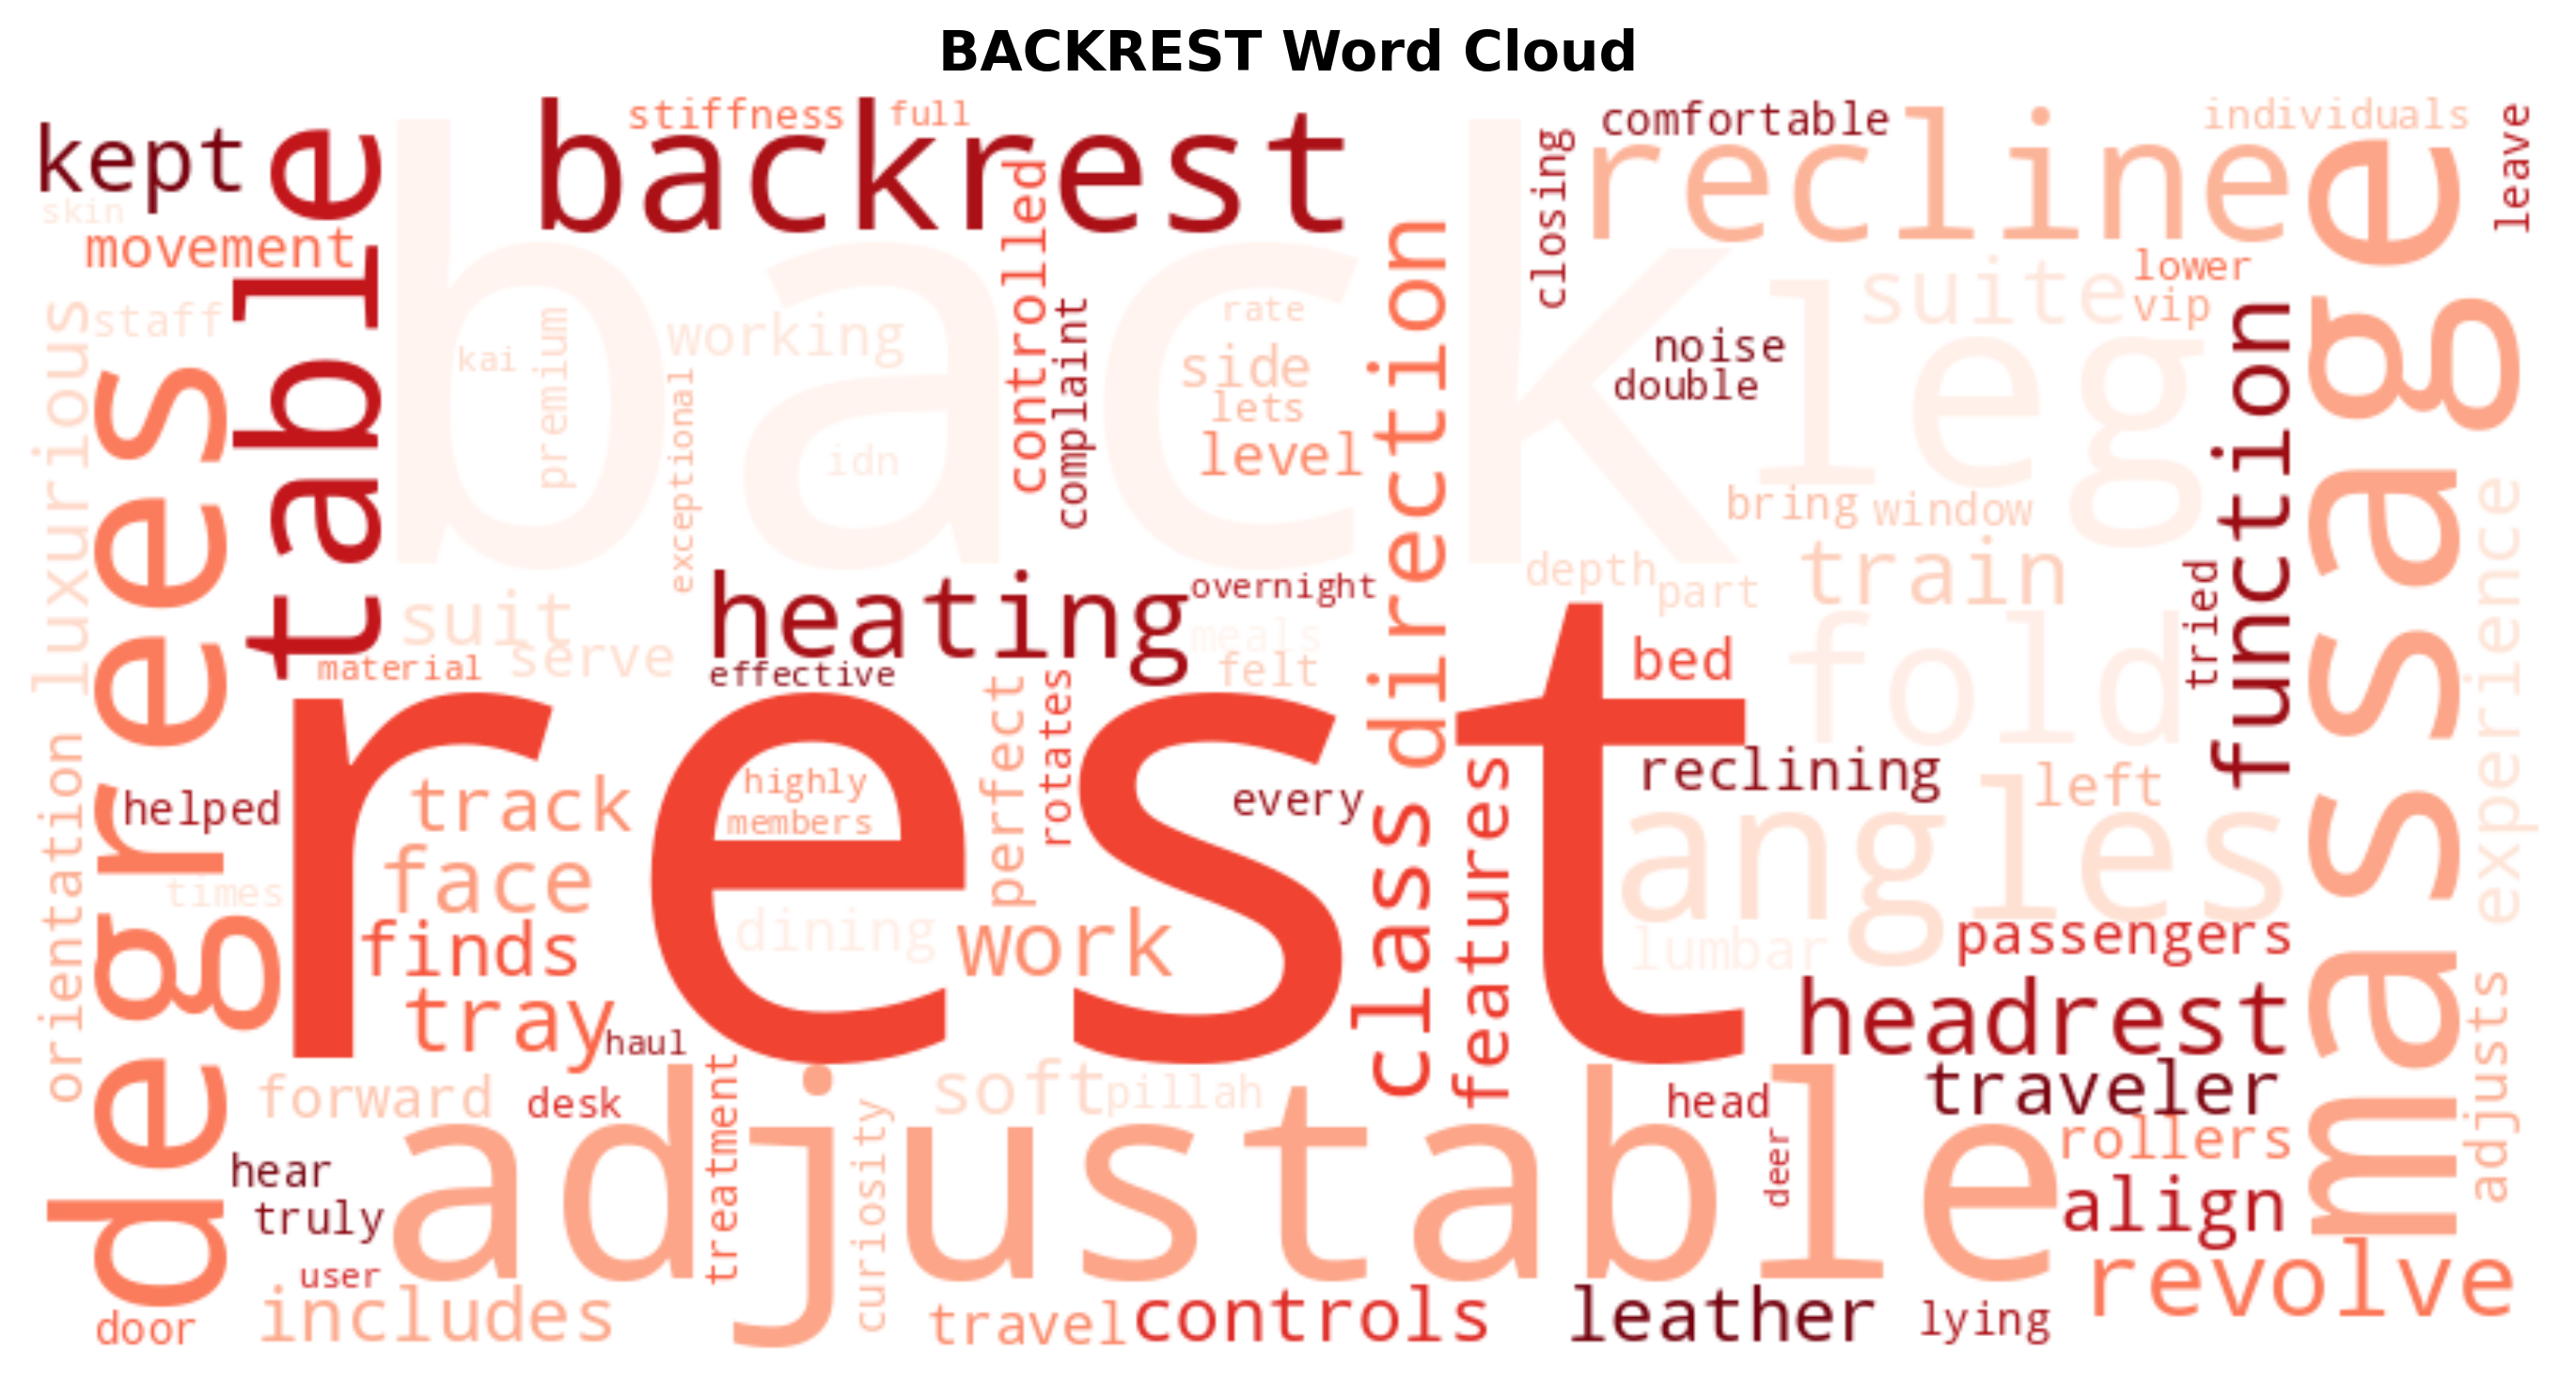 BACKREST Word Cloud
kept
table
backrest
stiffness
full
controlled
closing
comfortable
recline
individuals
leave
skin
movement
back
leg
suite
lower
vip
massage
luxurious
staff
degrees
kai
premium
working
exceptional
idn
complaint
rate
side
lets
level
direction
noise
double
function
bring
window
experience
suit
serve
material
heating
effective
overnight
meals
felt
depth
part
train
fold
tried
bed
rest
perfect
rotates
orientation
helped
track
highly
members
every
reclining
left
angles
times
face
finds
tray
haul
dining
work
class
features
lumbar
passengers
headrest
traveler
adjusts
forward
desk
treatment
adjustable
curiosity
soft
pillah
head
deer
rollers
align
hear
truly
user
door
includes
travel
controls
leather
lying
revolve